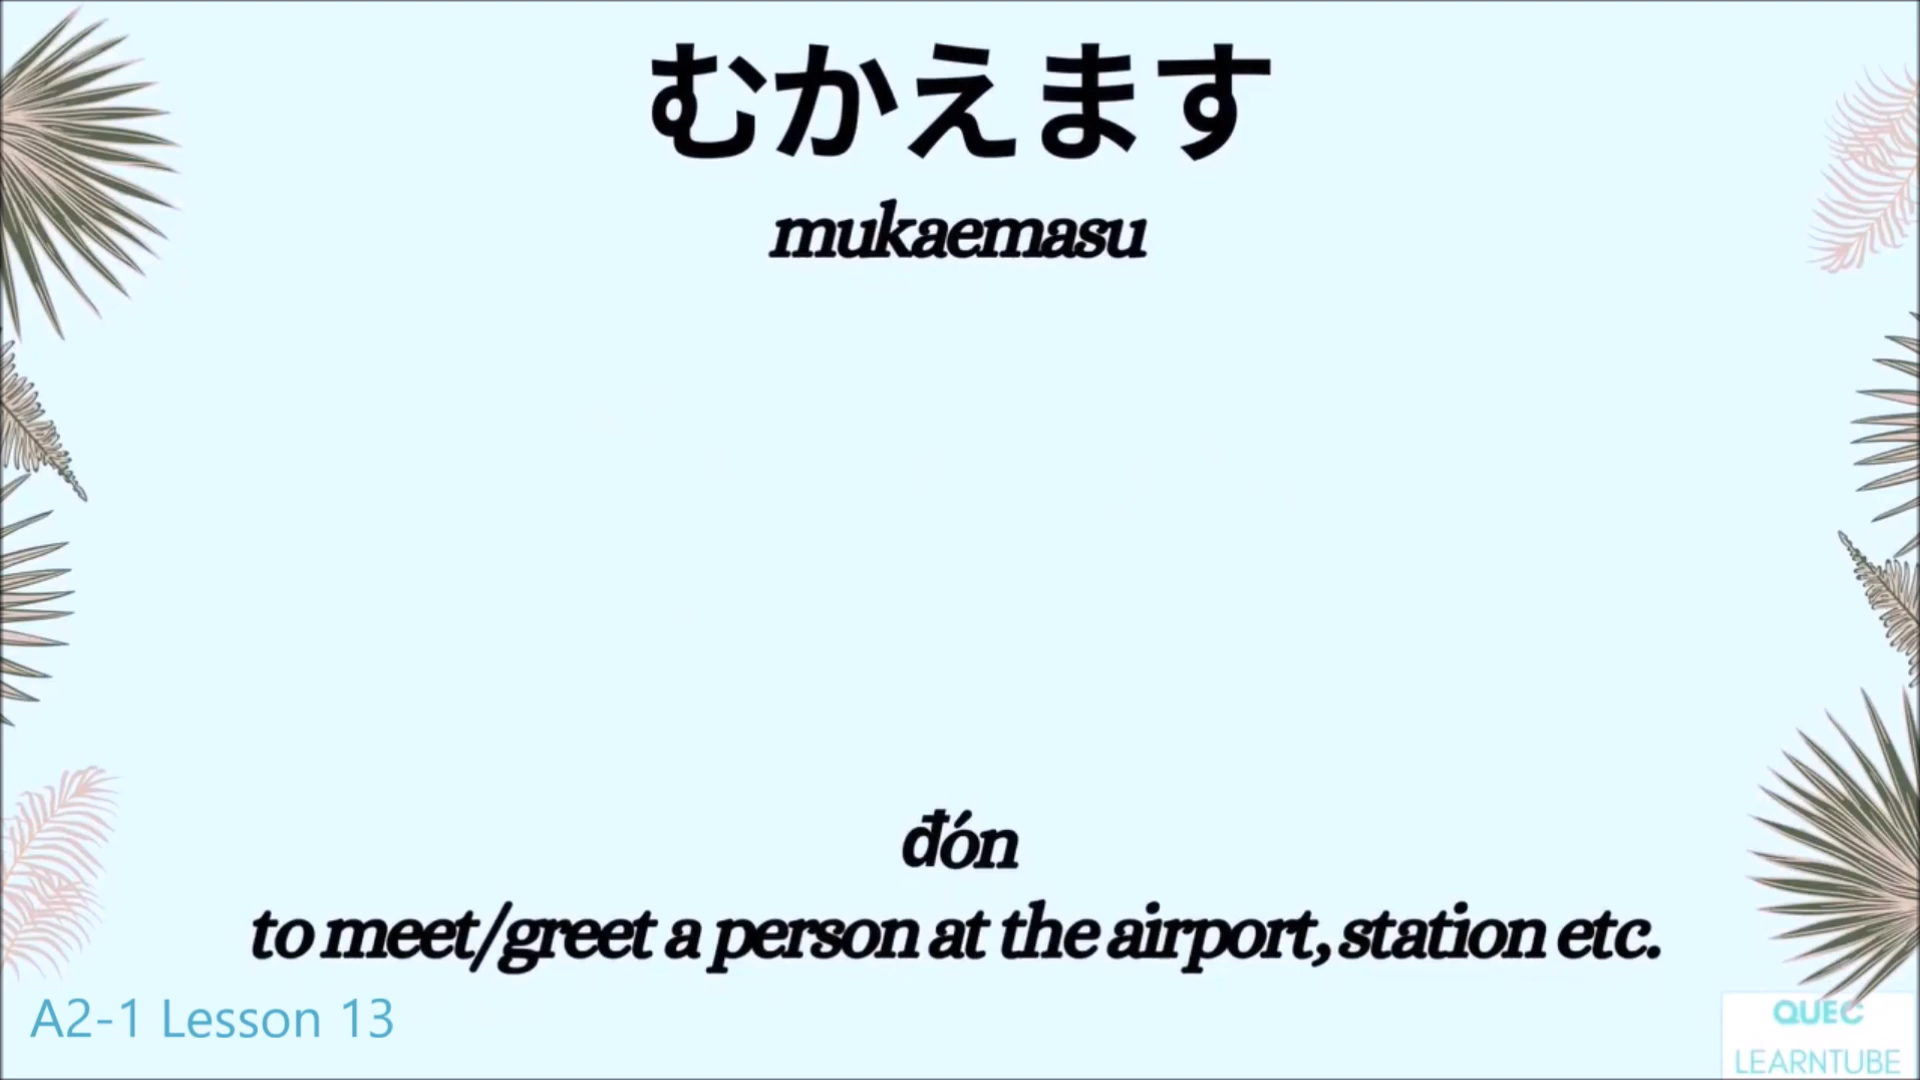 むかえます
mukaemasu
đón
to meet/greet a person at the airport, station etc.
A2-1 Lesson 13
QUEC
LEARNTUBE